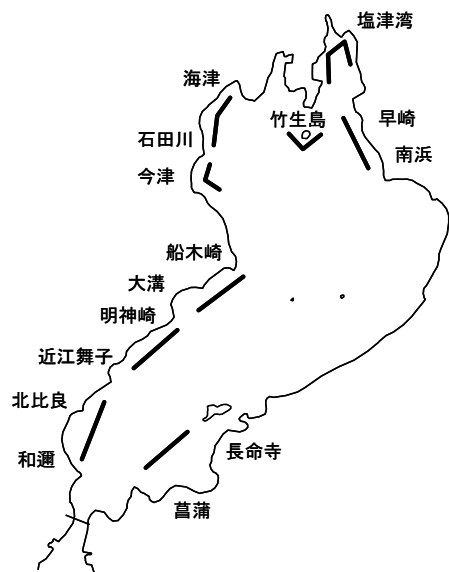 塩津湾
海津
竹生島
早崎
石田川
南浜
今津
船木崎
大溝
明神崎
近江舞子
北比良
長命寺
和邇
菖蒲